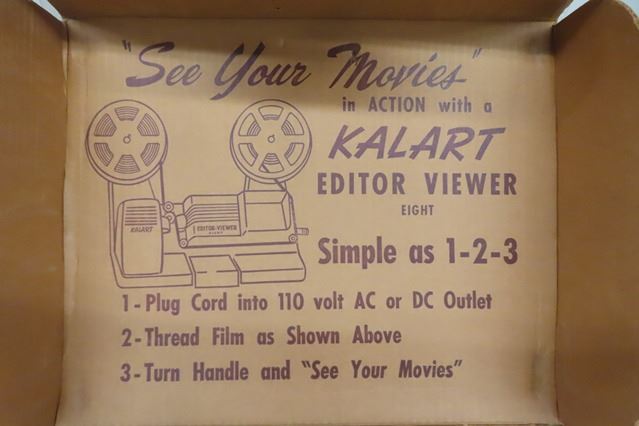 "See Your Movies"
in ACTION with a
KALART
EDITOR VIEWER
EIGHT
KALART
EDITOR-VIEWER
EIGHT
Simple as 1-2-3
1-Plug Cord into 110 volt AC or DC Outlet
2-Thread Film as Shown Above
3-Turn Handle and "See Your Movies"